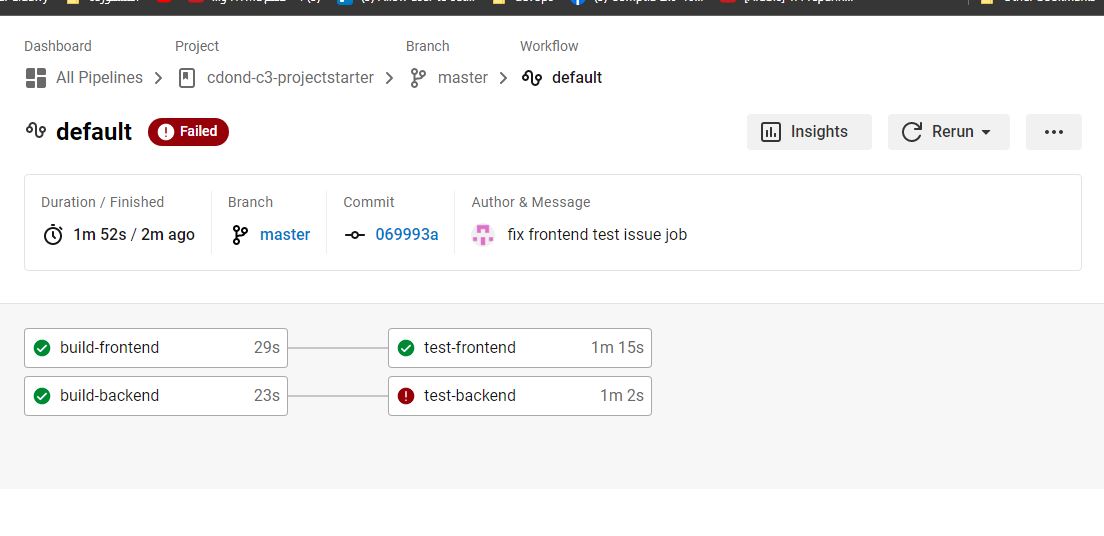 Dashboard Project Branch Workflow
All Pipelines cdond-c3-projectstarter master default
default Failed Insights Rerun
Duration / Finished Branch Commit Author & Message
1m 52s / 2m ago master 069993a fix frontend test issue job
build-frontend 29s test-frontend 1m 15s
build-backend 23s test-backend 1m 2s